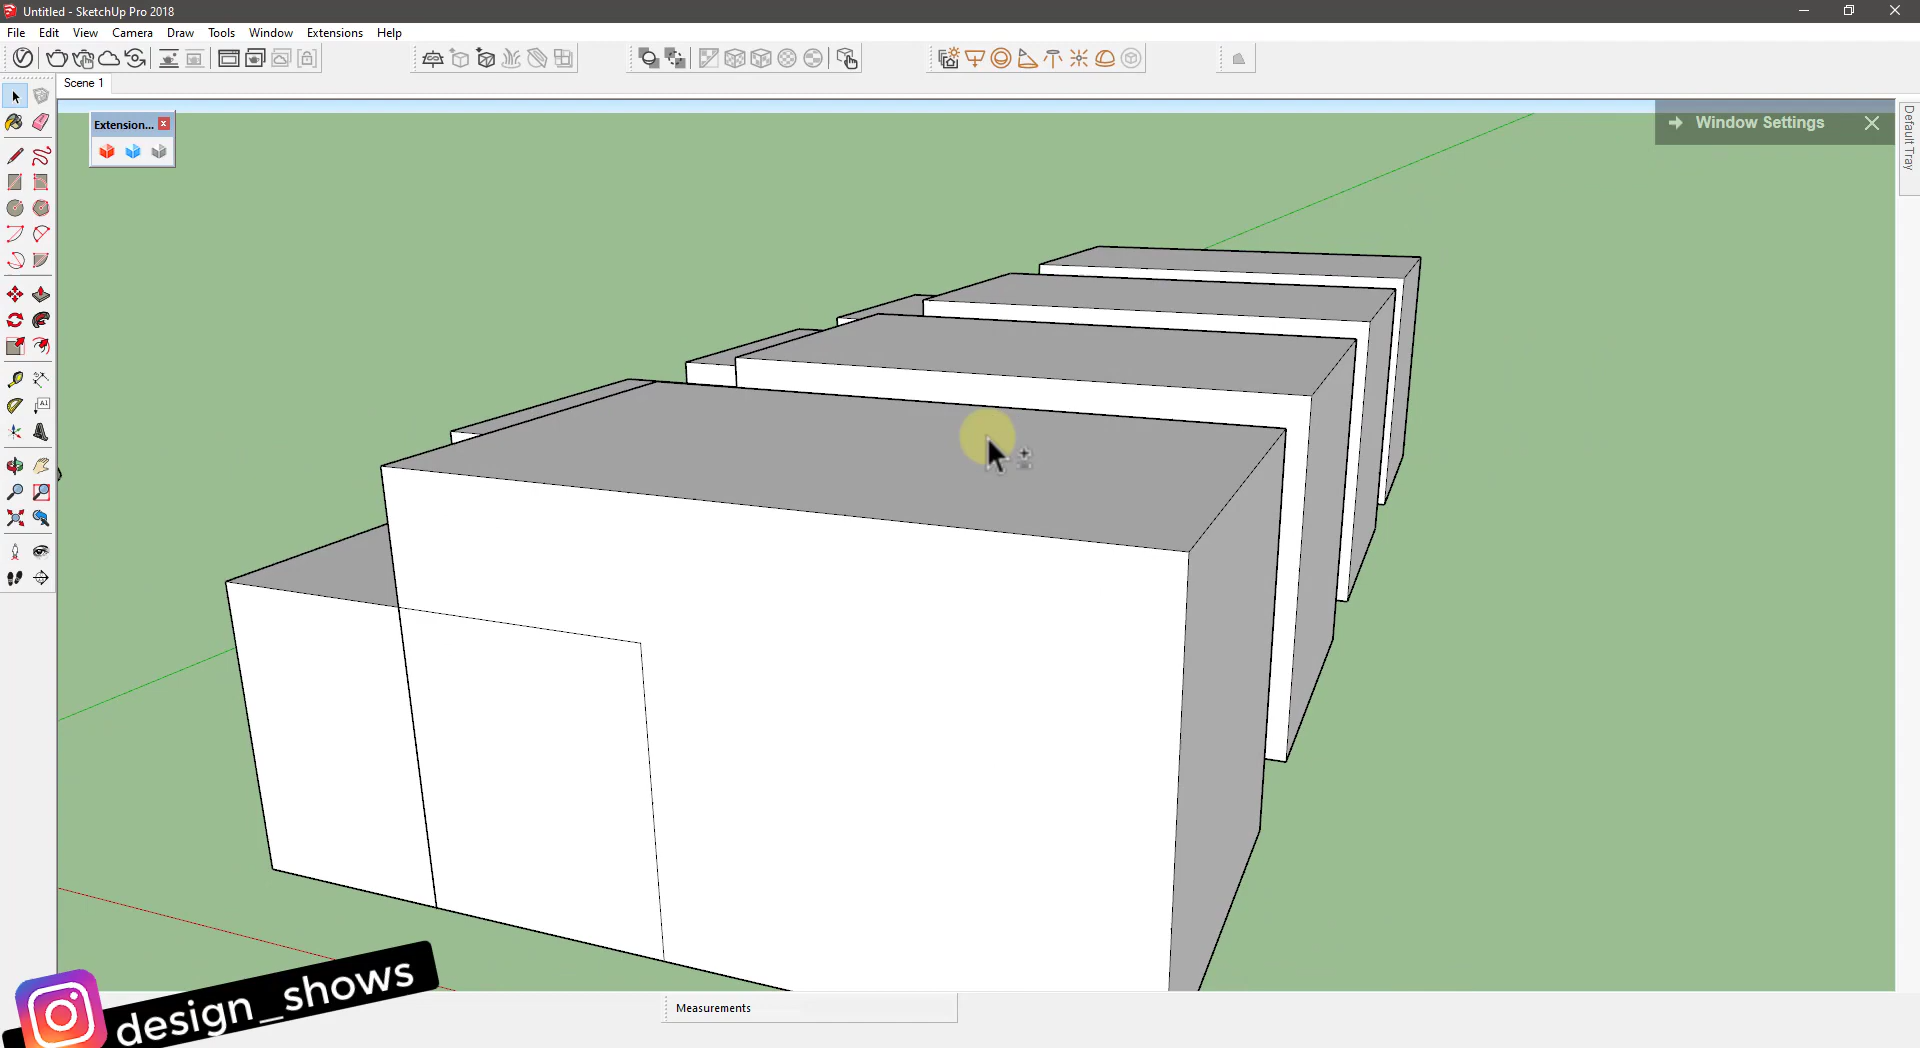 Untitled - SketchUp Pro 2018
File Edit View Camera Draw Tools Window Extensions Help
Scene 1
Extension...
Window Settings
Default Tray
A1
Measurements
design_shows